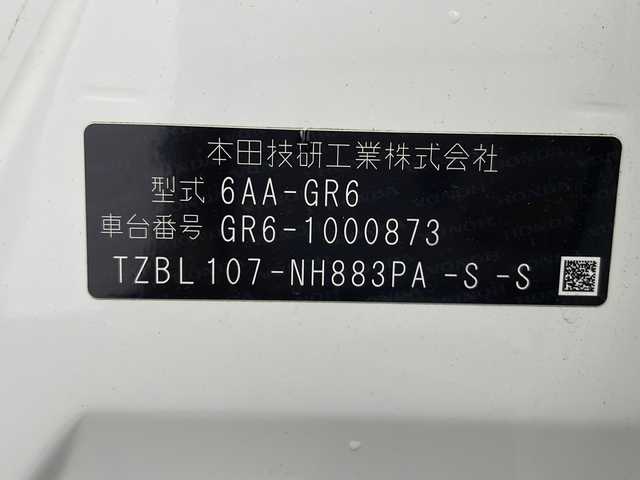 本田技研工業株式会社
型式 6AA-GR6
車台番号 GR6-1000873
TZBL107-NH883PA -S -S